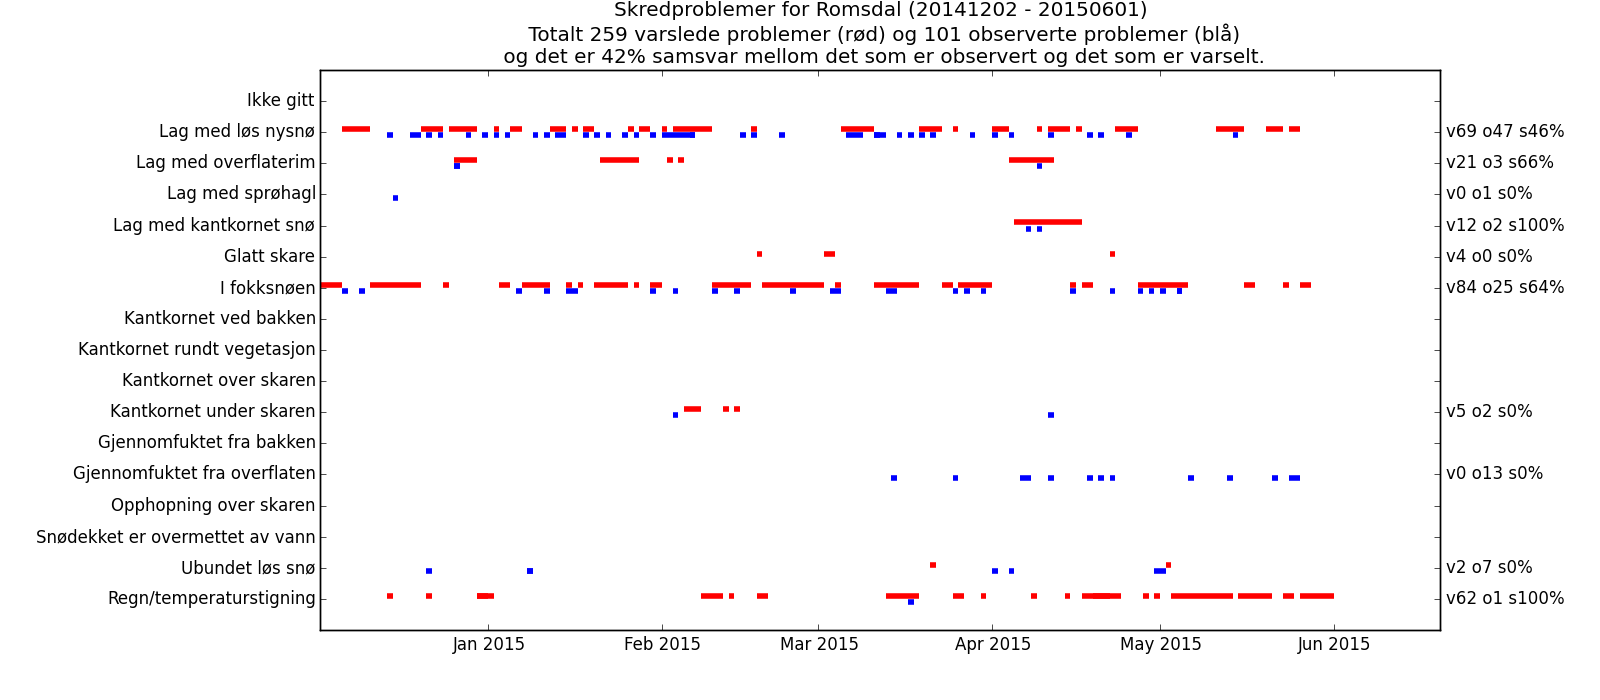 Skredproblemer for Romsdal (20141202 - 20150601)
Totalt 259 varslede problemer (rød) og 101 observerte problemer (blå)
og det er 42% samsvar mellom det som er observert og det som er varselt.
Ikke gitt
Lag med løs nysnø v69 o47 s46%
Lag med overflaterim v21 o3 s66%
Lag med sprøhagl v0 o1 s0%
Lag med kantkornet snø v12 o2 s100%
Glatt skare v4 o0 s0%
I fokksnøen v84 o25 s64%
Kantkornet ved bakken
Kantkornet rundt vegetasjon
Kantkornet over skaren
Kantkornet under skaren v5 o2 s0%
Gjennomfuktet fra bakken
Gjennomfuktet fra overflaten v0 o13 s0%
Opphopning over skaren
Snødekket er overmettet av vann
Ubundet løs snø v2 o7 s0%
Regn/temperaturstigning v62 o1 s100%
Jan 2015 Feb 2015 Mar 2015 Apr 2015 May 2015 Jun 2015